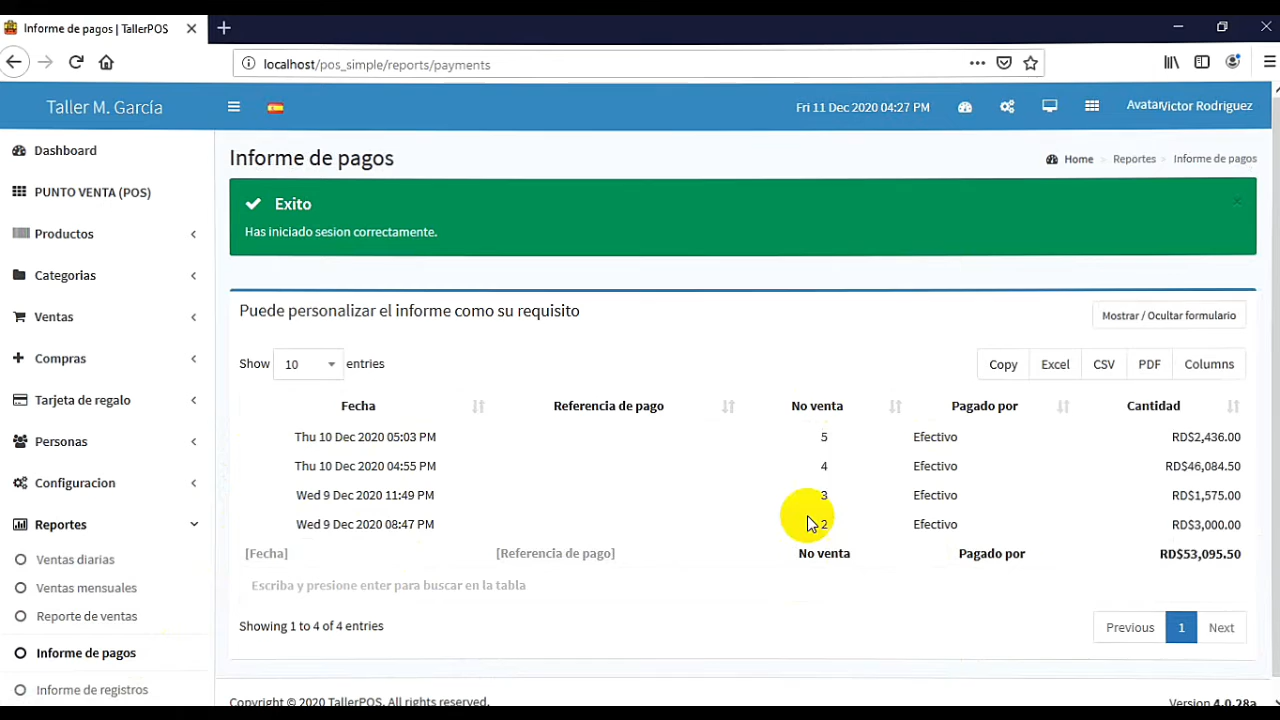 Informe de pagos | TallerPOS
localhost/pos_simple/reports/payments
Taller M. García
Fri 11 Dec 2020 04:27 PM
Avatar Victor Rodriguez
Dashboard
PUNTO VENTA (POS)
Productos
Categorias
Ventas
Compras
Tarjeta de regalo
Personas
Configuracion
Reportes
Ventas diarias
Ventas mensuales
Reporte de ventas
Informe de pagos
Informe de registros
Informe de pagos
Home > Reportes > Informe de pagos
Exito
Has iniciado sesion correctamente.
Puede personalizar el informe como su requisito
Mostrar / Ocultar formulario
Show 10 entries
Copy Excel CSV PDF Columns
Fecha Referencia de pago No venta Pagado por Cantidad
Thu 10 Dec 2020 05:03 PM 5 Efectivo RD$2,436.00
Thu 10 Dec 2020 04:55 PM 4 Efectivo RD$46,084.50
Wed 9 Dec 2020 11:49 PM 3 Efectivo RD$1,575.00
Wed 9 Dec 2020 08:47 PM 2 Efectivo RD$3,000.00
[Fecha] [Referencia de pago] No venta Pagado por RD$53,095.50
Escriba y presione enter para buscar en la tabla
Showing 1 to 4 of 4 entries
Previous 1 Next
Copyright © 2020 TallerPOS. All rights reserved.
Version 4.0.28a